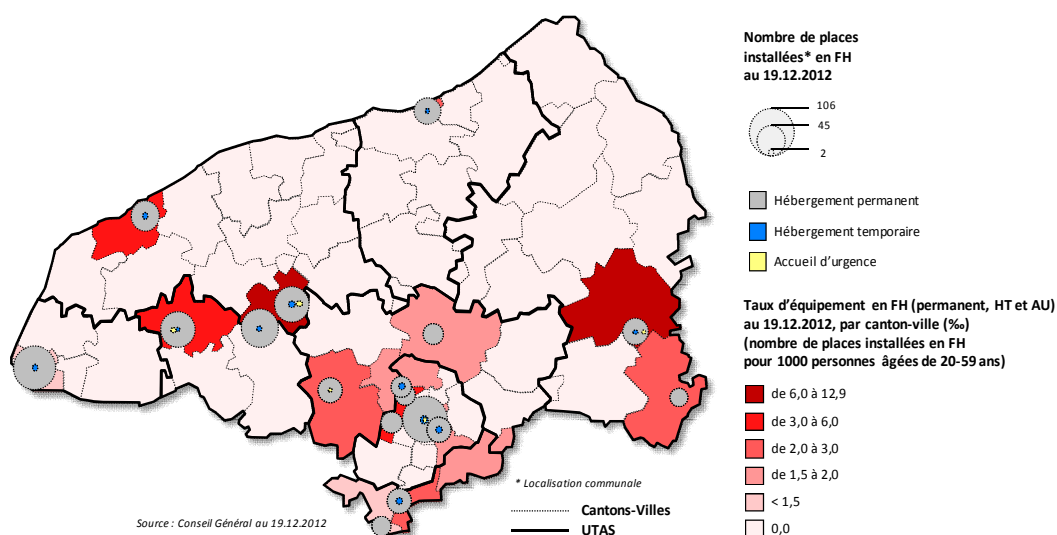 Nombre de places
installées* en FH
au 19.12.2012
106
45
2
Hébergement permanent
Hébergement temporaire
Accueil d’urgence
Taux d’équipement en FH (permanent, HT et AU)
au 19.12.2012, par canton-ville (‰)
(nombre de places installées en FH
pour 1000 personnes âgées de 20-59 ans)
de 6,0 à 12,9
de 3,0 à 6,0
de 2,0 à 3,0
de 1,5 à 2,0
< 1,5
0,0
* Localisation communale
Cantons-Villes
UTAS
Source : Conseil Général au 19.12.2012